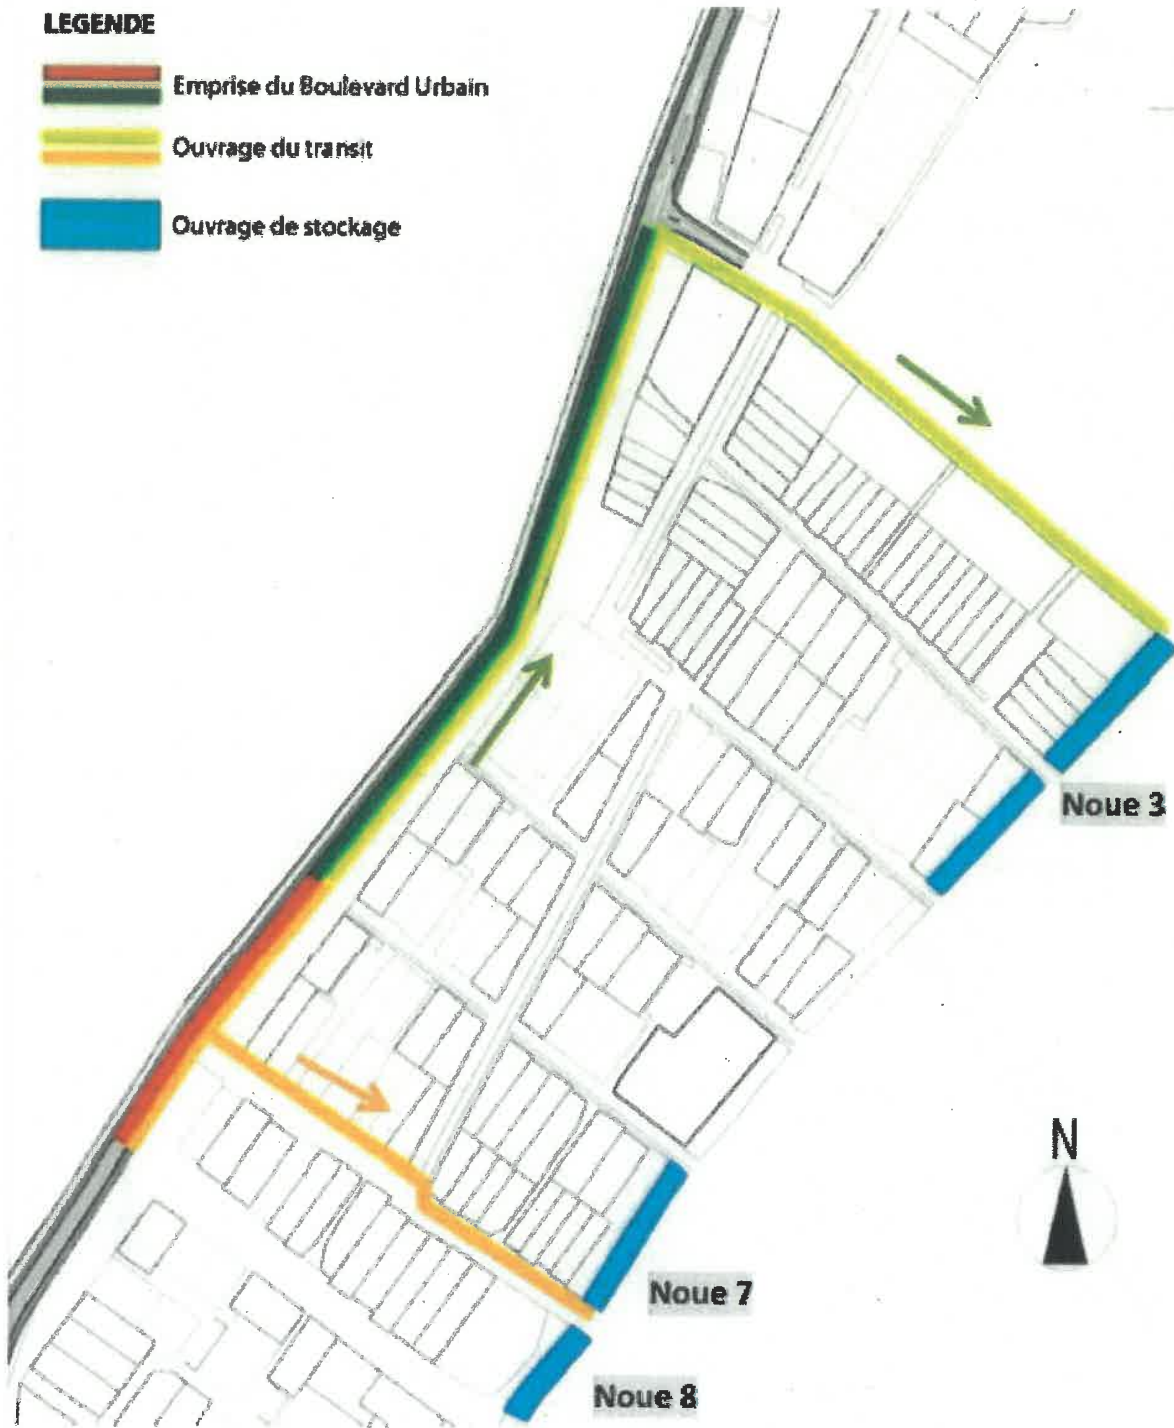 LEGENDE
Emprise du Boulevard Urbain
Ouvrage du transit
Ouvrage de stockage
Noue 3
N
Noue 7
Noue 8